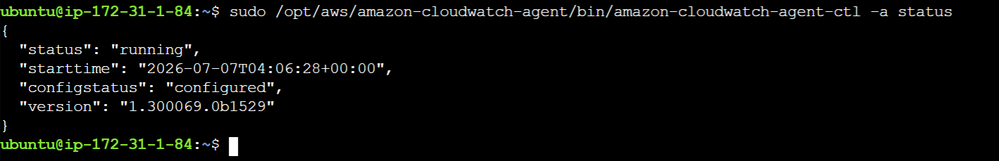 ubuntu@ip-172-31-1-84:~$ sudo /opt/aws/amazon-cloudwatch-agent/bin/amazon-cloudwatch-agent-ctl -a status
{
  "status": "running",
  "starttime": "2026-07-07T04:06:28+00:00",
  "configstatus": "configured",
  "version": "1.300069.0b1529"
}
ubuntu@ip-172-31-1-84:~$